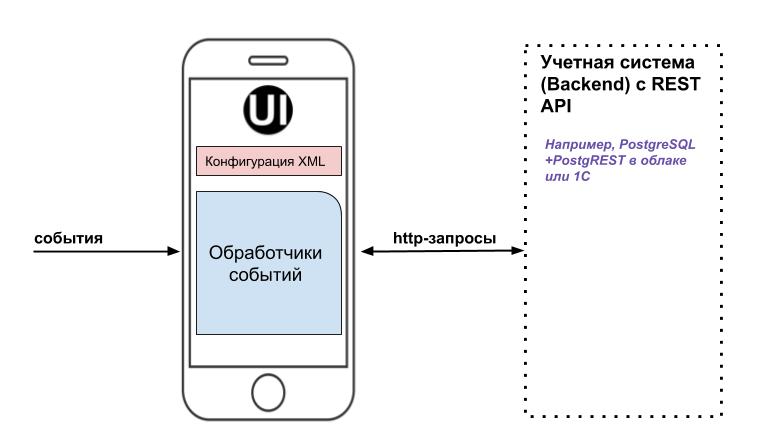 UI
Конфигурация XML
Обработчики
событий
события
http-запросы
Учетная система
(Backend) с REST
API
Например, PostgreSQL
+PostgREST в облаке
или 1С